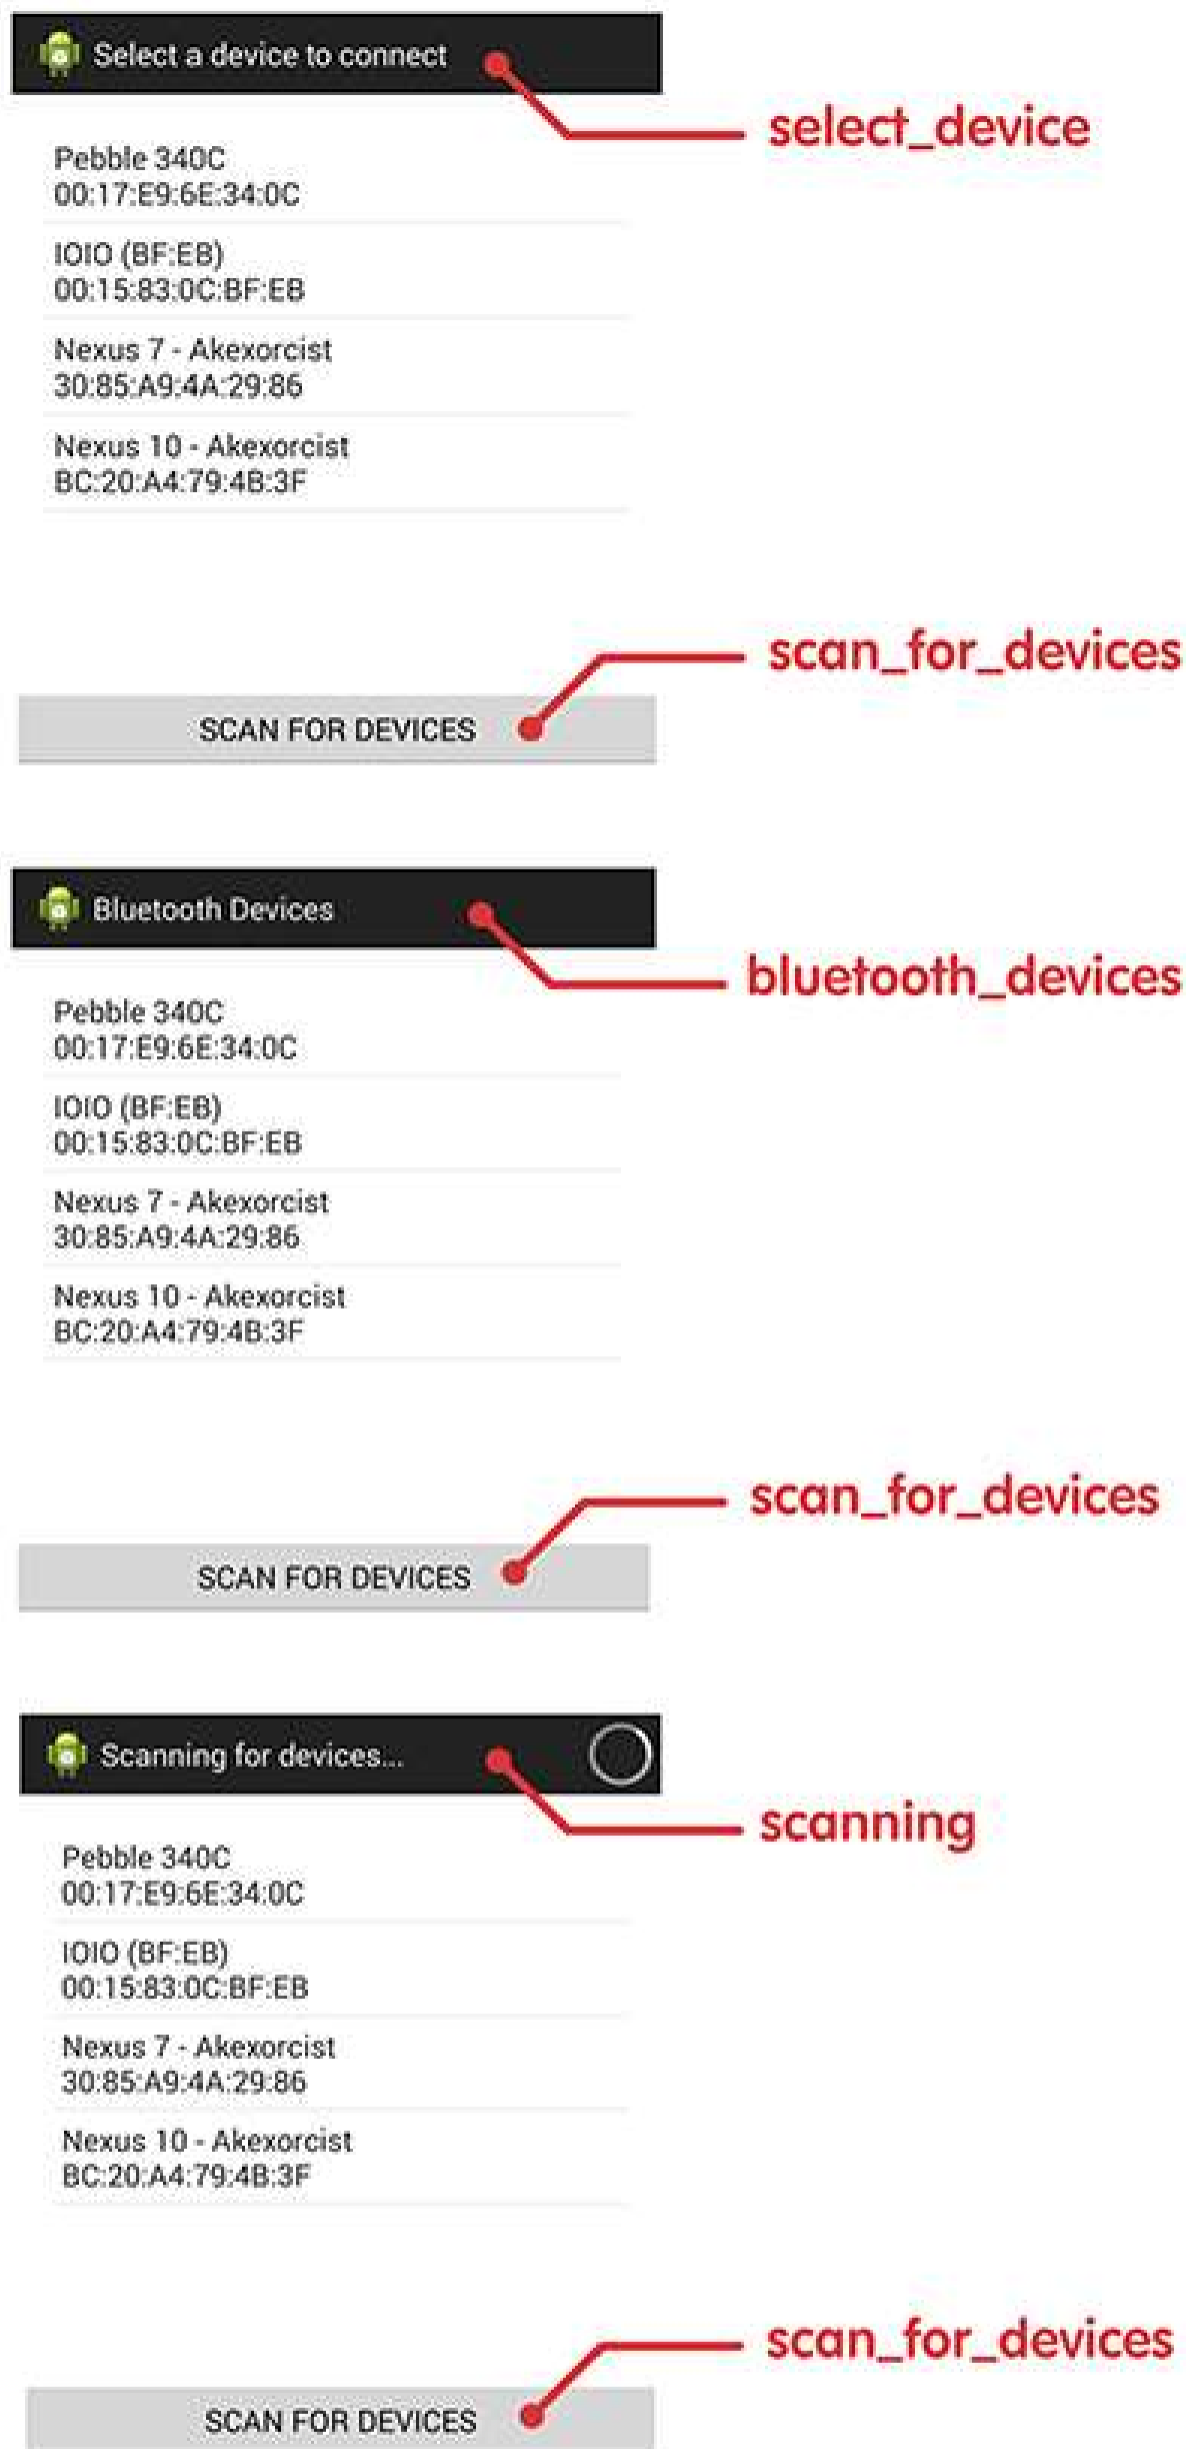 Select a device to connect
select_device
Pebble 340C
00:17:E9:6E:34:0C
IOIO (BF:EB)
00:15:83:0C:BF:EB
Nexus 7 - Akexorcist
30:85:A9:4A:29:86
Nexus 10 - Akexorcist
BC:20:A4:79:4B:3F
scan_for_devices
SCAN FOR DEVICES
Bluetooth Devices
bluetooth_devices
Pebble 340C
00:17:E9:6E:34:0C
IOIO (BF:EB)
00:15:83:0C:BF:EB
Nexus 7 - Akexorcist
30:85:A9:4A:29:86
Nexus 10 - Akexorcist
BC:20:A4:79:4B:3F
scan_for_devices
SCAN FOR DEVICES
Scanning for devices...
scanning
Pebble 340C
00:17:E9:6E:34:0C
IOIO (BF:EB)
00:15:83:0C:BF:EB
Nexus 7 - Akexorcist
30:85:A9:4A:29:86
Nexus 10 - Akexorcist
BC:20:A4:79:4B:3F
scan_for_devices
SCAN FOR DEVICES